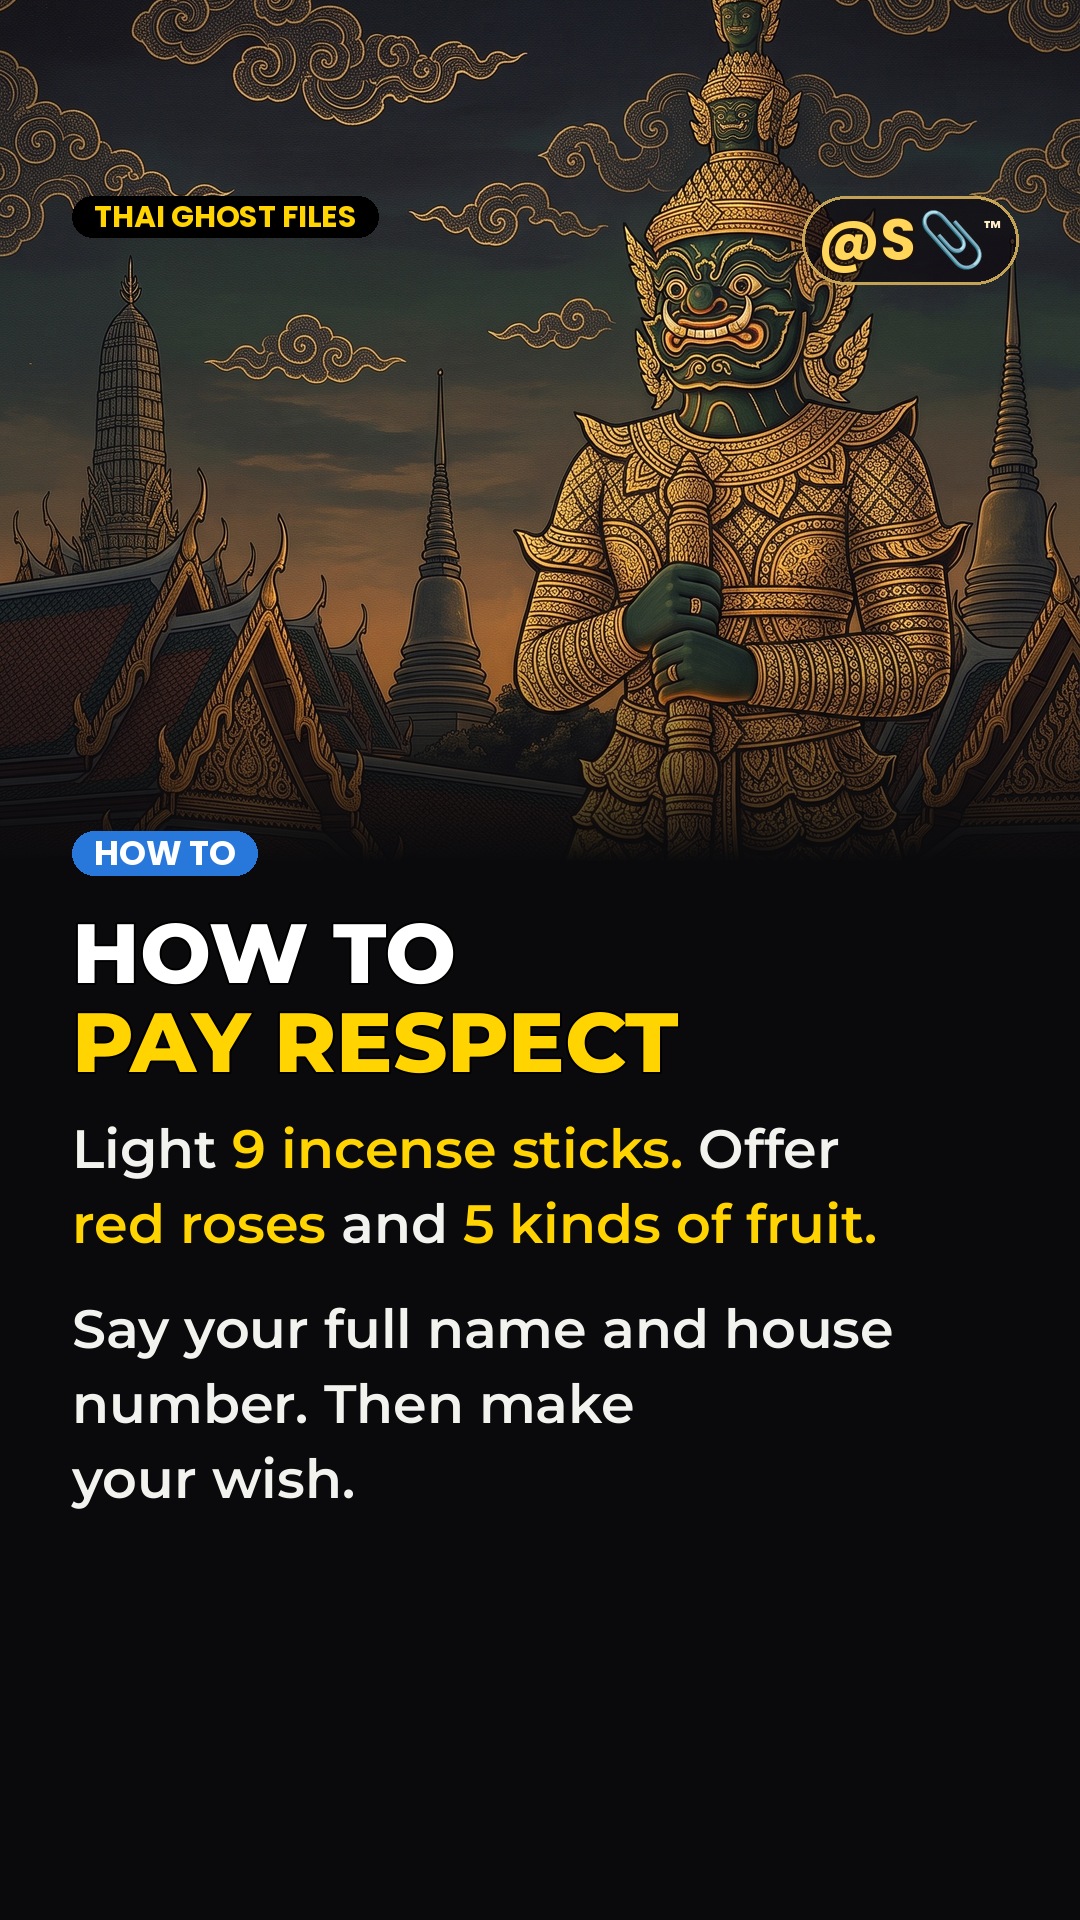 THAI GHOST FILES
@S📎™
HOW TO
HOW TO
PAY RESPECT
Light 9 incense sticks. Offer
red roses and 5 kinds of fruit.
Say your full name and house
number. Then make
your wish.